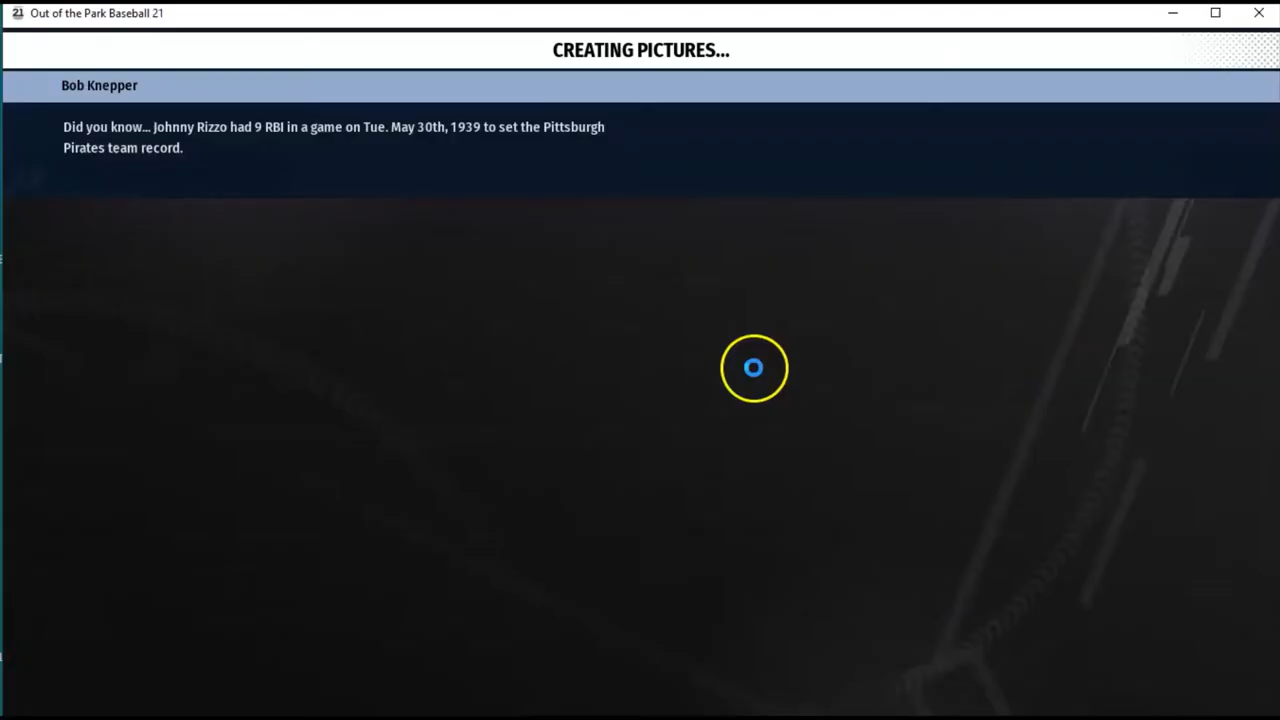 21 Out of the Park Baseball 21
CREATING PICTURES...
Bob Knepper
Did you know... Johnny Rizzo had 9 RBI in a game on Tue. May 30th, 1939 to set the Pittsburgh
Pirates team record.